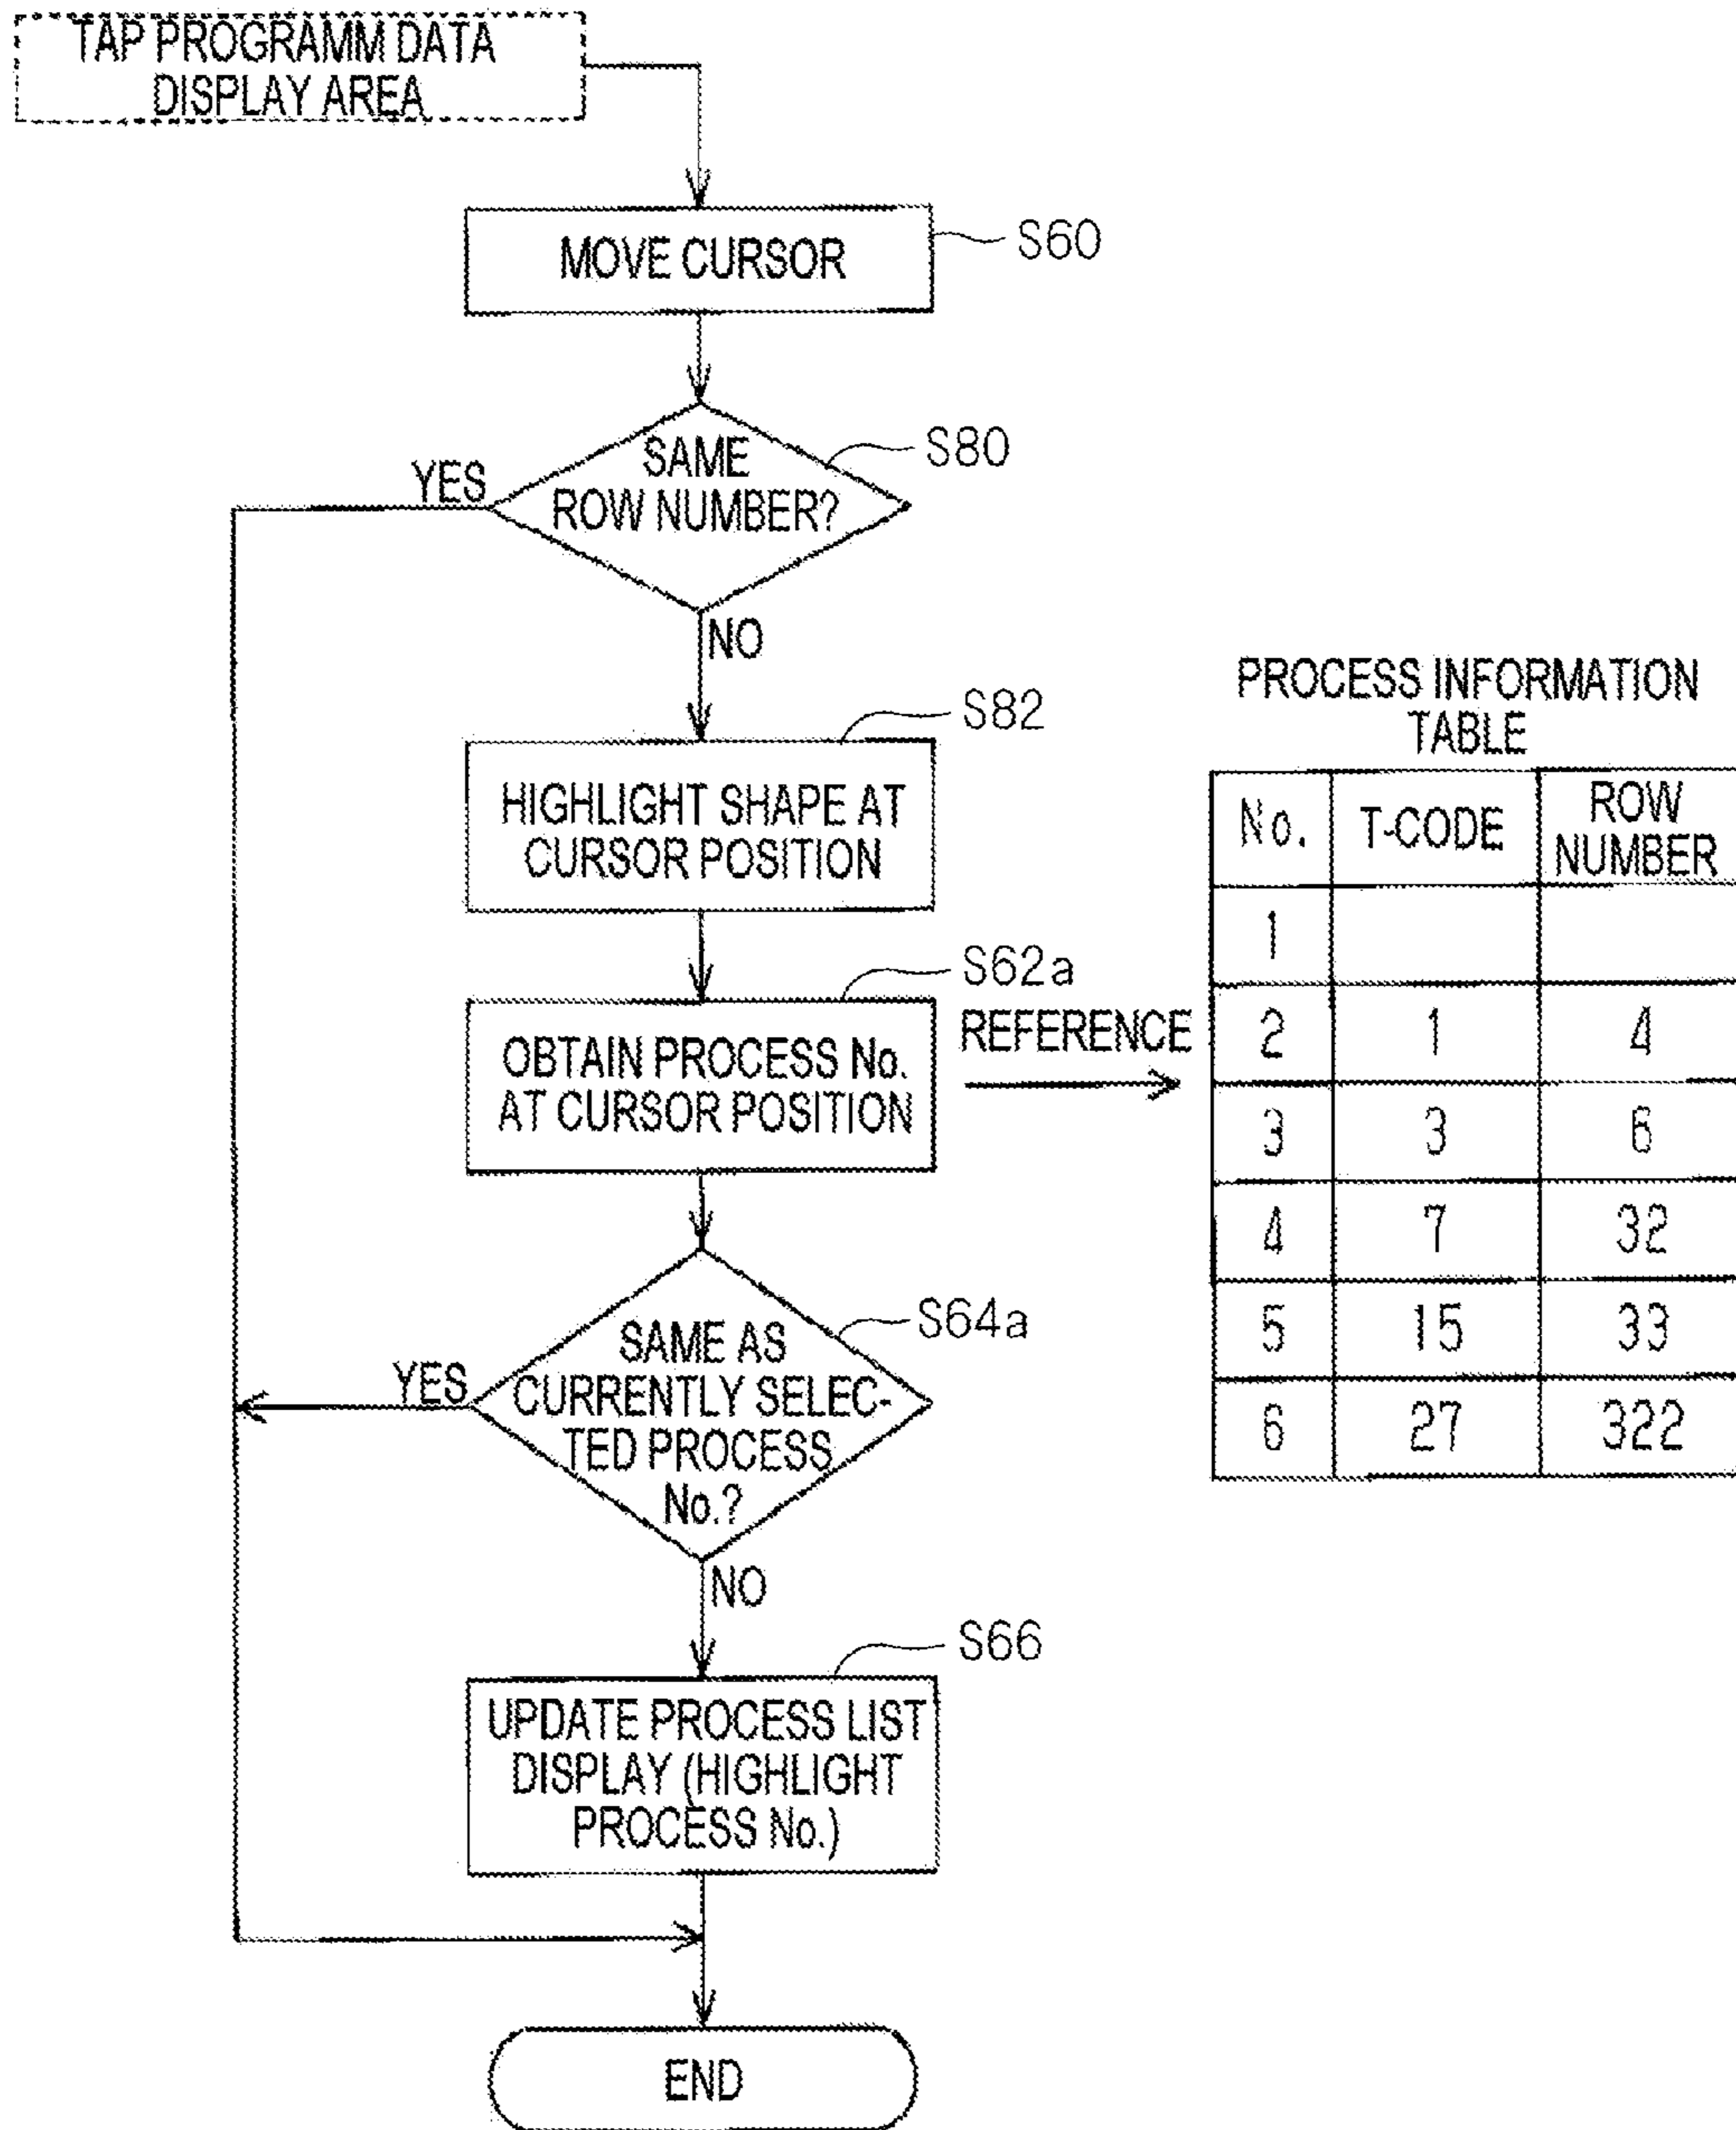 TAP PROGRAMM DATA
DISPLAY AREA
MOVE CURSOR
S60
SAME
ROW NUMBER?
S80
YES
NO
HIGHLIGHT SHAPE AT
CURSOR POSITION
S82
OBTAIN PROCESS No.
AT CURSOR POSITION
S62a
REFERENCE
SAME AS
CURRENTLY SELEC-
TED PROCESS
No.?
S64a
YES
NO
UPDATE PROCESS LIST
DISPLAY (HIGHLIGHT
PROCESS No.)
S66
END
PROCESS INFORMATION
TABLE
No. T-CODE ROW
NUMBER
1
2 1 4
3 3 6
4 7 32
5 15 33
6 27 322